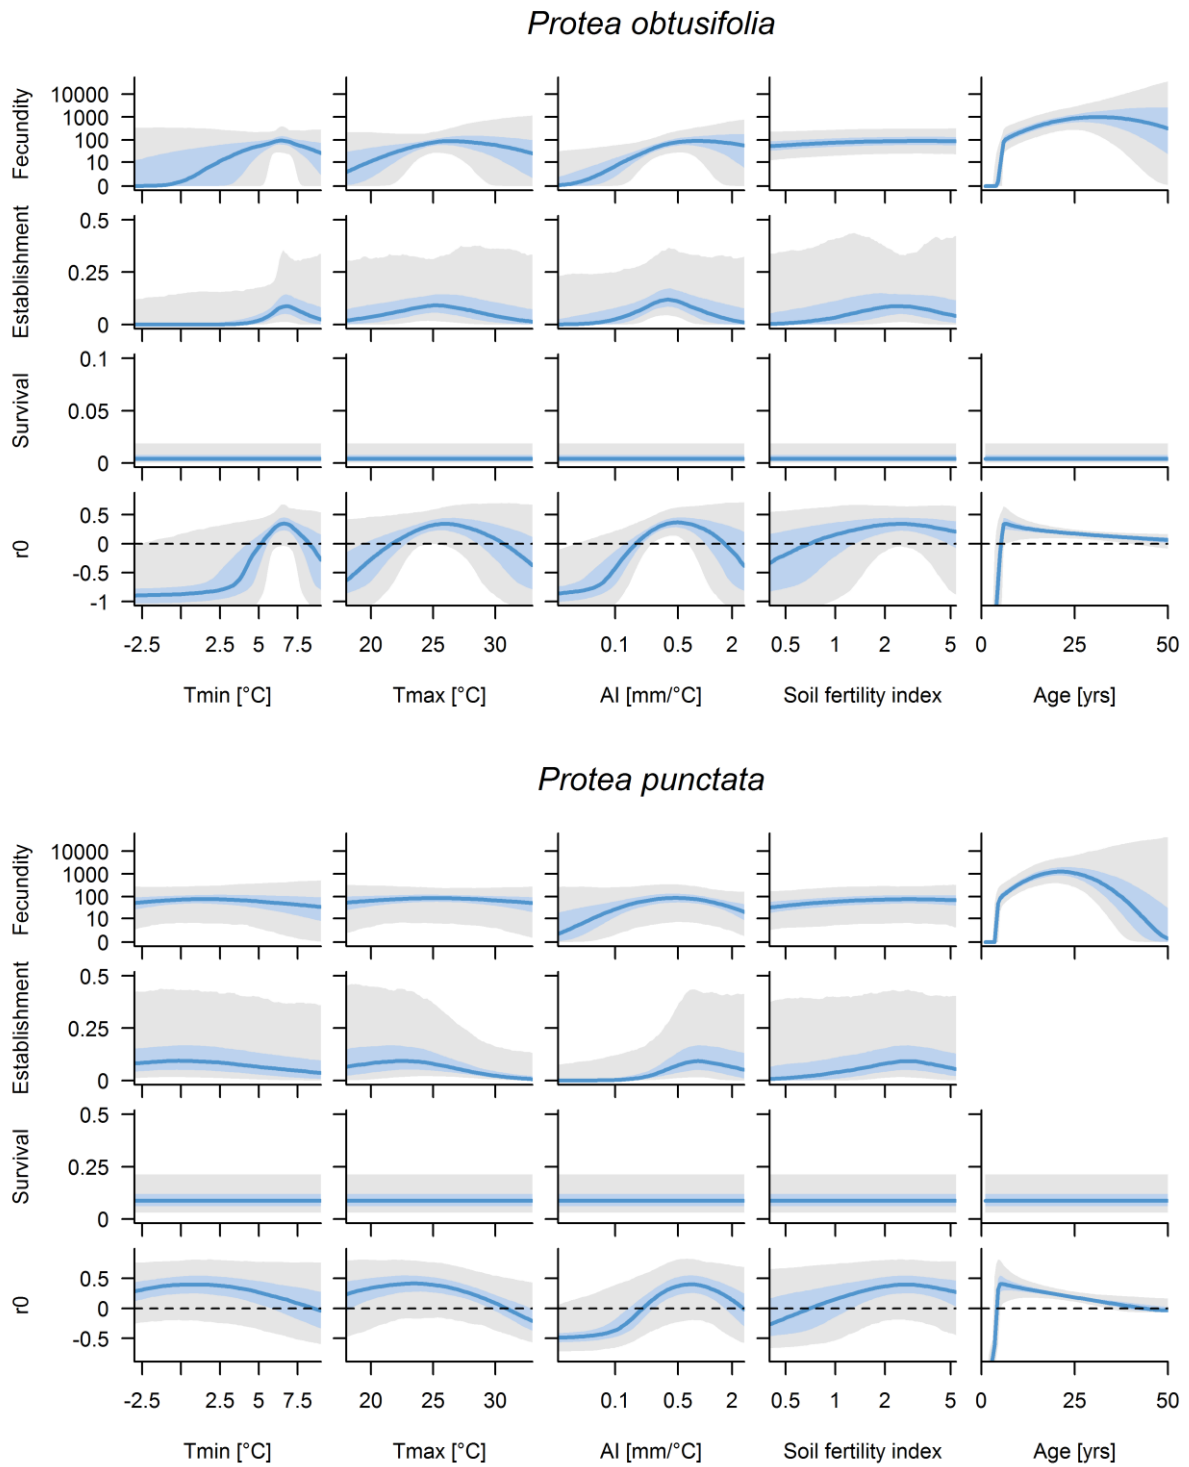 Protea obtusifolia
Fecundity
10000
1000
100
10
0
Establishment
0.5
0.25
0
Survival
0.1
0.05
0
r0
0.5
0
-0.5
-1
-2.5 2.5 5 7.5 20 25 30 0.1 0.5 2 0.5 1 2 5 0 25 50
Tmin [°C] Tmax [°C] AI [mm/°C] Soil fertility index Age [yrs]
Protea punctata
Fecundity
10000
1000
100
10
0
Establishment
0.5
0.25
0
Survival
0.5
0.25
0
r0
0.5
0
-0.5
-2.5 2.5 5 7.5 20 25 30 0.1 0.5 2 0.5 1 2 5 0 25 50
Tmin [°C] Tmax [°C] AI [mm/°C] Soil fertility index Age [yrs]